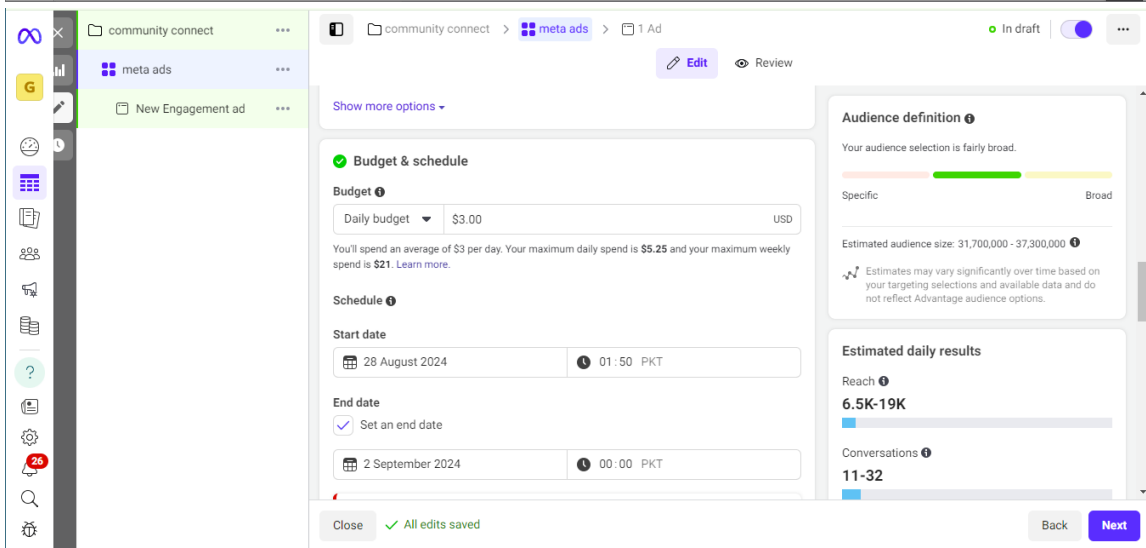 community connect
meta ads
New Engagement ad
G
26
community connect > meta ads > 1 Ad
In draft
Edit
Review
Show more options
Budget & schedule
Budget
Daily budget
$3.00
USD
You'll spend an average of $3 per day. Your maximum daily spend is $5.25 and your maximum weekly
spend is $21. Learn more.
Schedule
Start date
28 August 2024
01:50 PKT
End date
Set an end date
2 September 2024
00:00 PKT
Audience definition
Your audience selection is fairly broad.
Specific
Broad
Estimated audience size: 31,700,000 - 37,300,000
Estimates may vary significantly over time based on
your targeting selections and available data and do
not reflect Advantage audience options.
Estimated daily results
Reach
6.5K-19K
Conversations
11-32
Close
All edits saved
Back
Next